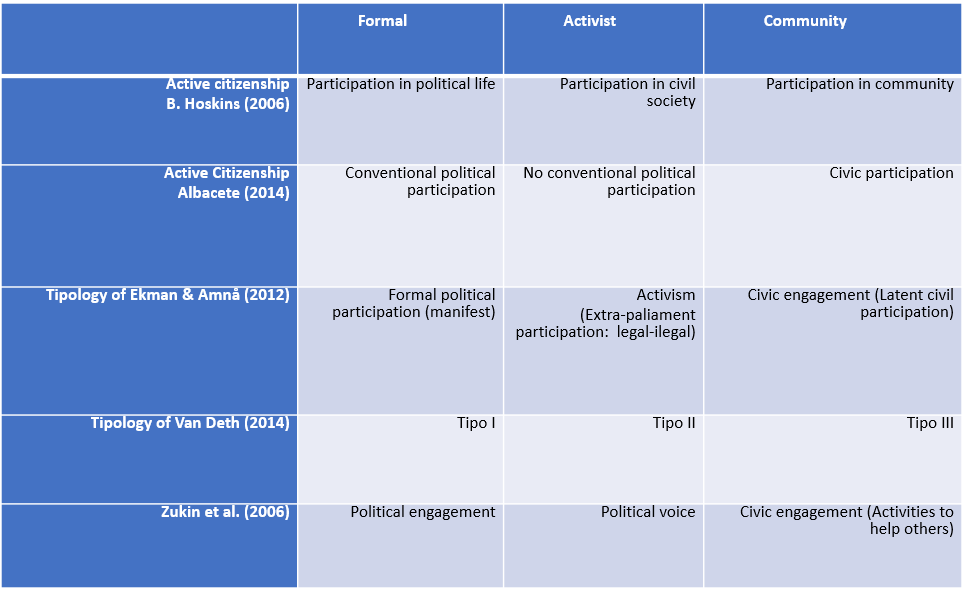 Formal
Activist
Community
Active citizenship
B. Hoskins (2006)
Participation in political life
Participation in civil
society
Participation in community
Active Citizenship
Albacete (2014)
Conventional political
participation
No conventional political
participation
Civic participation
Tipology of Ekman & Amnå (2012)
Formal political
participation (manifest)
Activism
(Extra-paliament
participation: legal-ilegal)
Civic engagement (Latent civil
participation)
Tipology of Van Deth (2014)
Tipo I
Tipo II
Tipo III
Zukin et al. (2006)
Political engagement
Political voice
Civic engagement (Activities to
help others)